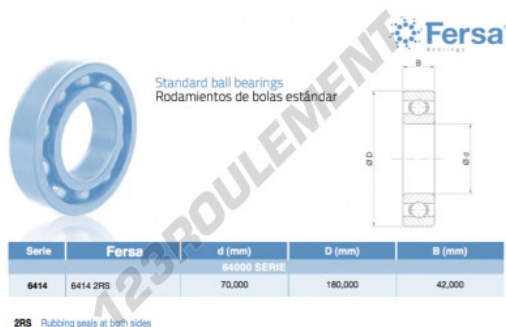 Fersa
Bearings
Standard ball bearings
Rodamientos de bolas estándar
B
Ø D
Ø d
123ROULEMENT
Serie Fersa d (mm) D (mm) B (mm)
64000 SERIE
6414 6414 2RS 70,000 180,000 42,000
2RS Rubbing seals at both sides